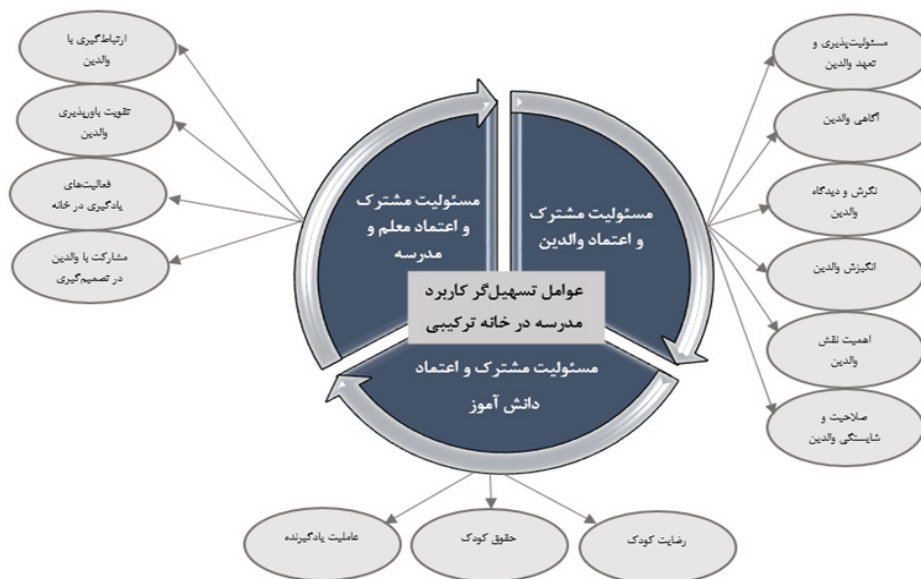 مسئولیت‌پذیری و
تعهد والدین
آگاهی والدین
نگرش و دیدگاه
والدین
انگیزش والدین
اهمیت نقش
والدین
صلاحیت و
شایستگی والدین
مسئولیت مشترک
و اعتماد والدین
مسئولیت مشترک
و اعتماد معلم و
مدرسه
عوامل تسهیل‌گر کاربرد
مدرسه در خانه ترکیبی
مسئولیت مشترک و اعتماد
دانش آموز
ارتباط‌گیری با
والدین
تقویت باورپذیری
والدین
فعالیت‌های
یادگیری در خانه
مشارکت با والدین
در تصمیم‌گیری
رضایت کودک
حقوق کودک
عاملیت یادگیرنده